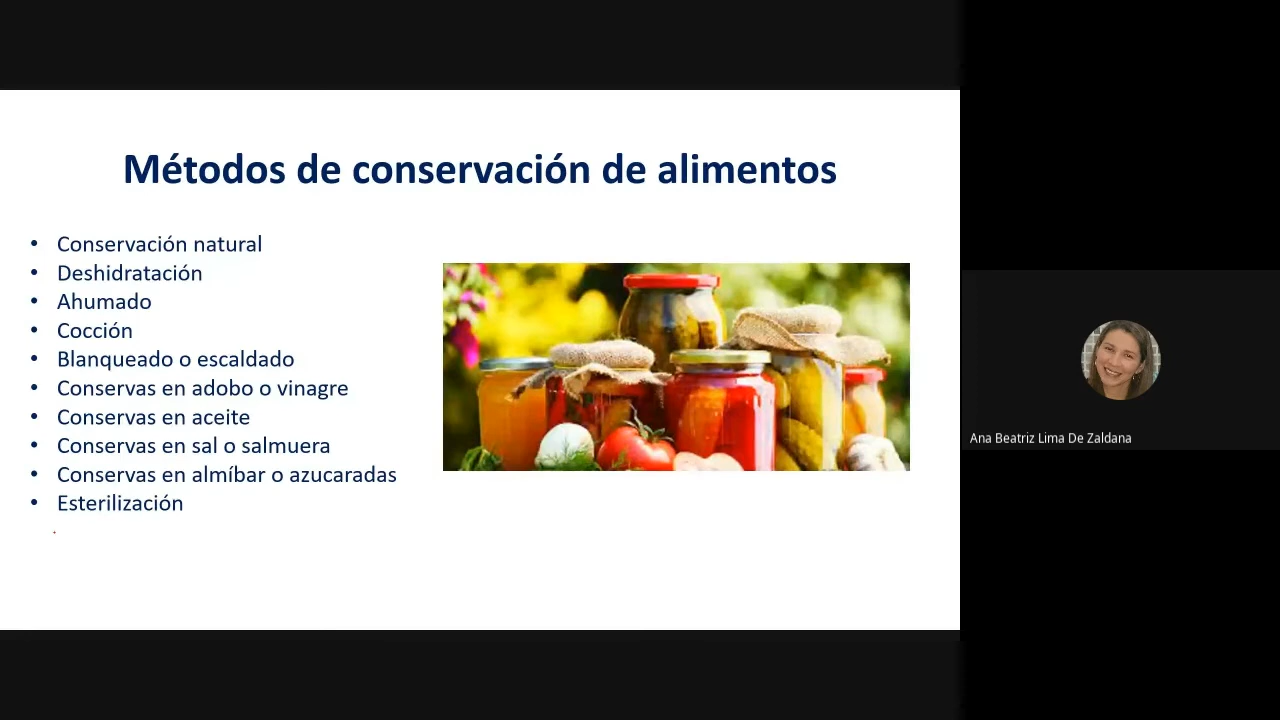 Métodos de conservación de alimentos
• Conservación natural
• Deshidratación
• Ahumado
• Cocción
• Blanqueado o escaldado
• Conservas en adobo o vinagre
• Conservas en aceite
• Conservas en sal o salmuera
• Conservas en almíbar o azucaradas
• Esterilización
Ana Beatriz Lima De Zaldana